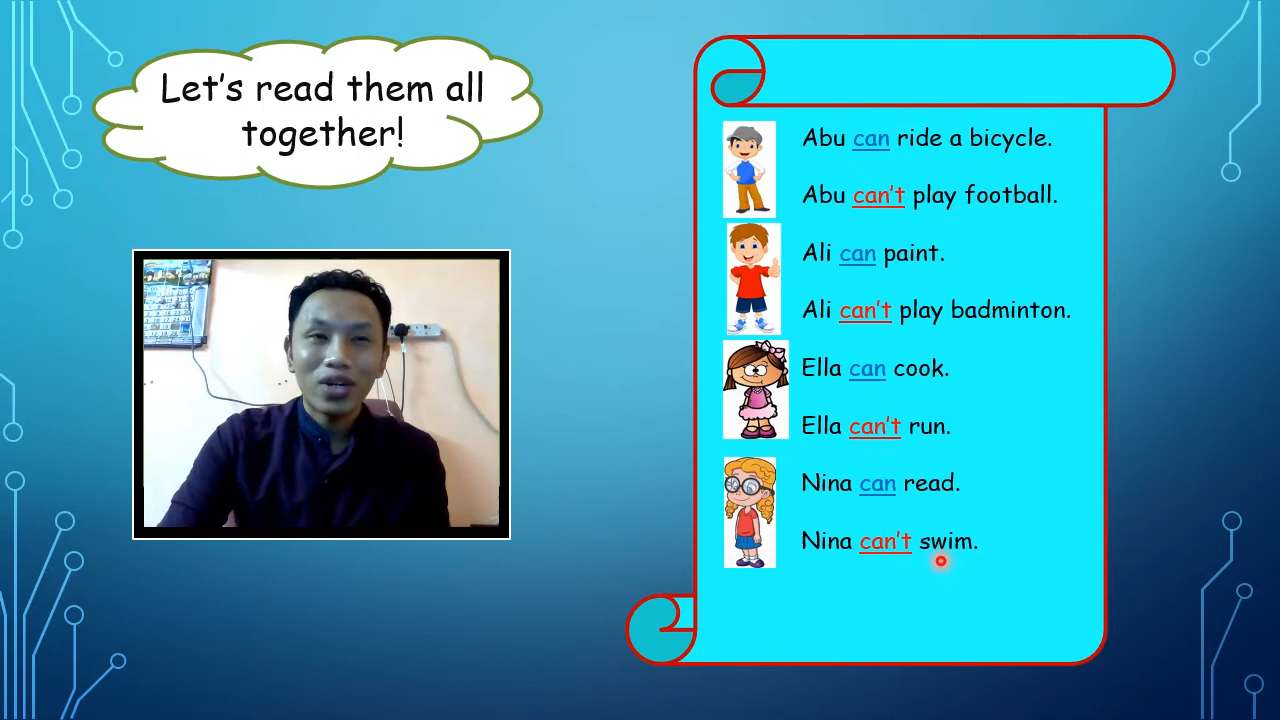 Let's read them all
together!
Abu can ride a bicycle.
Abu can't play football.
Ali can paint.
Ali can't play badminton.
Ella can cook.
Ella can't run.
Nina can read.
Nina can't swim.